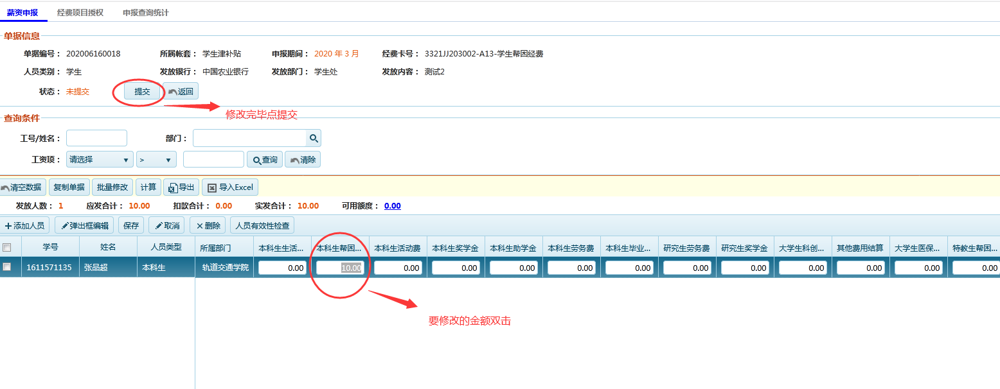 薪资申报 经费项目授权 申报查询统计
单据信息
单据编号： 202006160018 所属帐套： 学生津补贴 申报期间： 2020 年 3 月 经费卡号： 3321JJ203002-A13-学生帮困经费
人员类别： 学生 发放银行： 中国农业银行 发放部门： 学生处 发放内容： 测试2
状态： 未提交 提交 返回
修改完毕点提交
查询条件
工号/姓名： 部门：
工资项： 请选择 > 查询 清除
清空数据 复制单据 批量修改 计算 导出 导入Excel
发放人数： 1 应发合计： 10.00 扣款合计： 0.00 实发合计： 10.00 可用额度： 0.00
添加人员 弹出框编辑 保存 取消 删除 人员有效性检查
学号 姓名 人员类型 所属部门 本科生生活... 本科生帮困... 本科生活动费 本科生奖学金 本科生助学金 本科生劳务费 本科生毕业... 研究生劳务费 研究生奖学金 大学生科创... 其他费用结算 大学生医保... 特教生帮困...
1611571135 张品超 本科生 轨道交通学院 0.00 10.00 0.00 0.00 0.00 0.00 0.00 0.00 0.00 0.00 0.00 0.00 0.00
要修改的金额双击